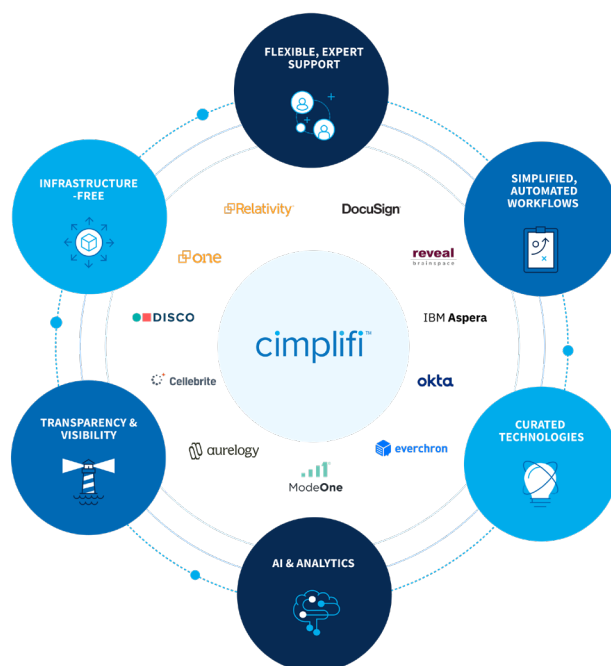 FLEXIBLE, EXPERT
SUPPORT
INFRASTRUCTURE
-FREE
SIMPLIFIED,
AUTOMATED
WORKFLOWS
Relativity
DocuSign
one
reveal
brainspace
DISCO
cimplifi™
IBM Aspera
Cellebrite
okta
TRANSPARENCY &
VISIBILITY
CURATED
TECHNOLOGIES
aurelogy
everchron
ModeOne
AI & ANALYTICS